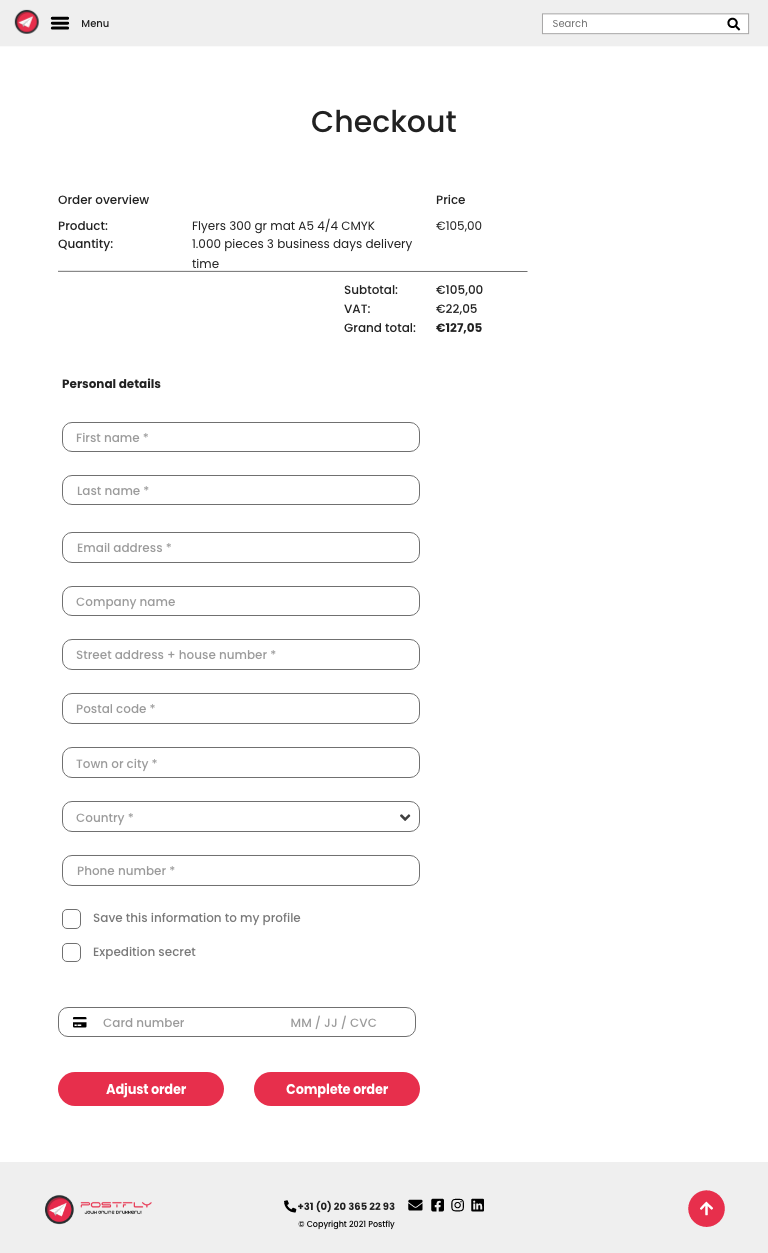 Menu
Search
Checkout
Order overview Price
Product: Flyers 300 gr mat A5 4/4 CMYK €105,00
Quantity: 1.000 pieces 3 business days delivery
time
Subtotal: €105,00
VAT: €22,05
Grand total: €127,05
Personal details
First name *
Last name *
Email address *
Company name
Street address + house number *
Postal code *
Town or city *
Country *
Phone number *
Save this information to my profile
Expedition secret
Card number MM / JJ / CVC
Adjust order Complete order
POSTFLY
JOUW ONLINE DRUKKERIJ
+31 (0) 20 365 22 93
© Copyright 2021 Postfly